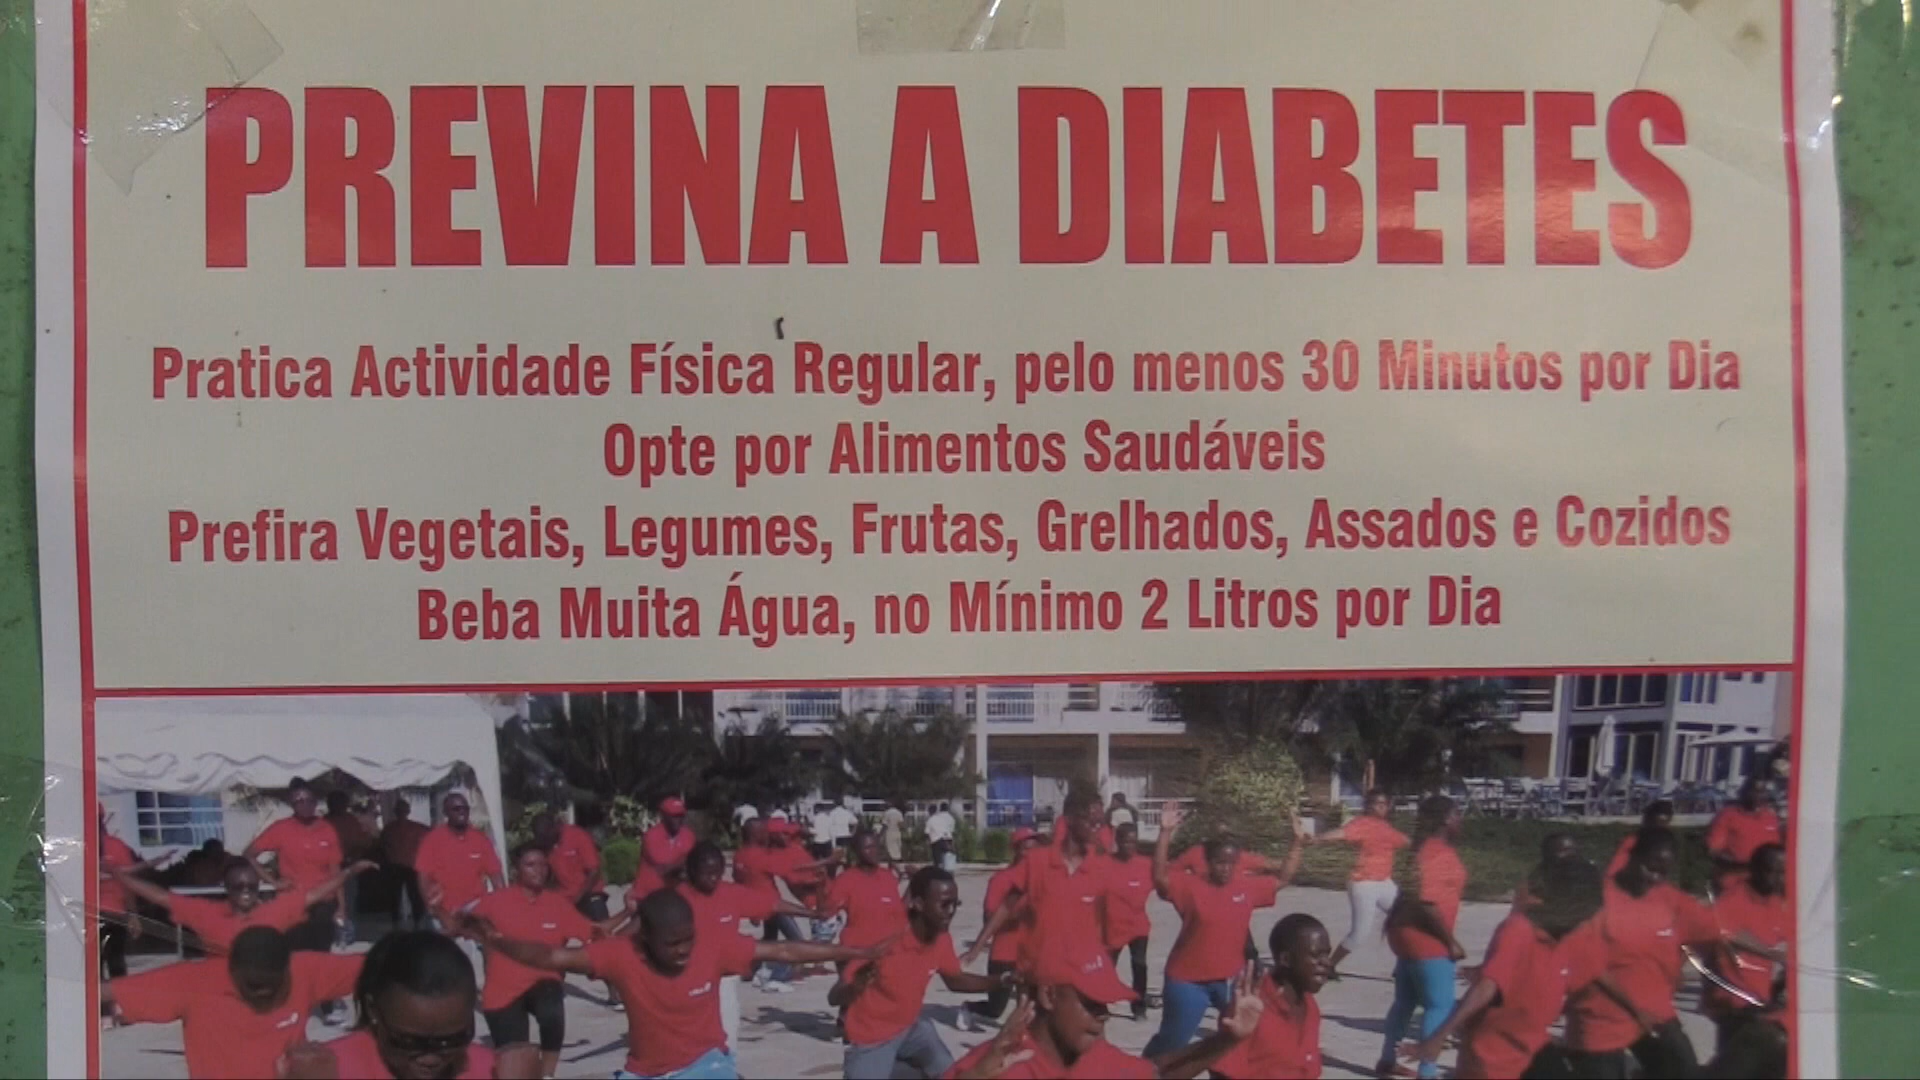 PREVINA A DIABETES
Pratica Actividade Física Regular, pelo menos 30 Minutos por Dia
Opte por Alimentos Saudáveis
Prefira Vegetais, Legumes, Frutas, Grelhados, Assados e Cozidos
Beba Muita Água, no Mínimo 2 Litros por Dia